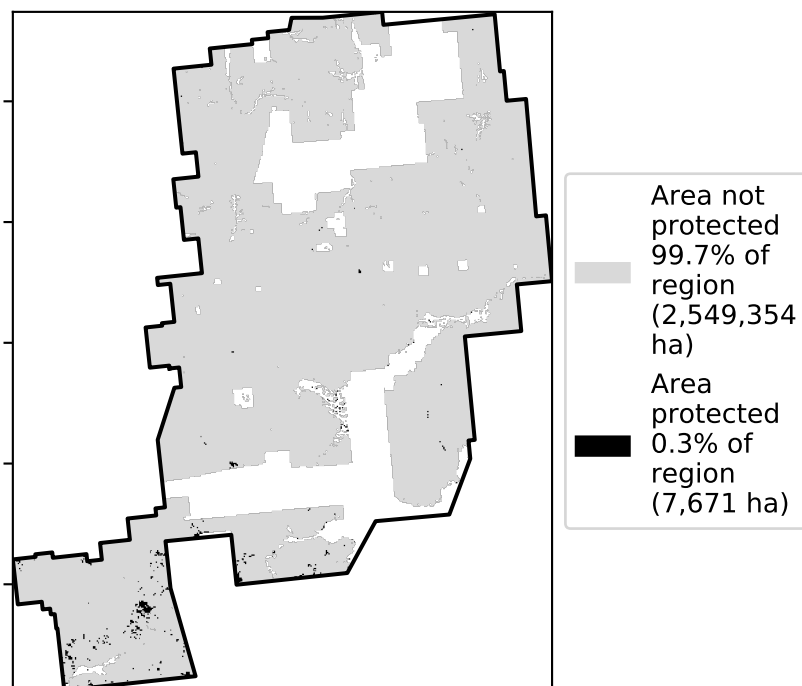 Area not
protected
99.7% of
region
(2,549,354
ha)
Area
protected
0.3% of
region
(7,671 ha)